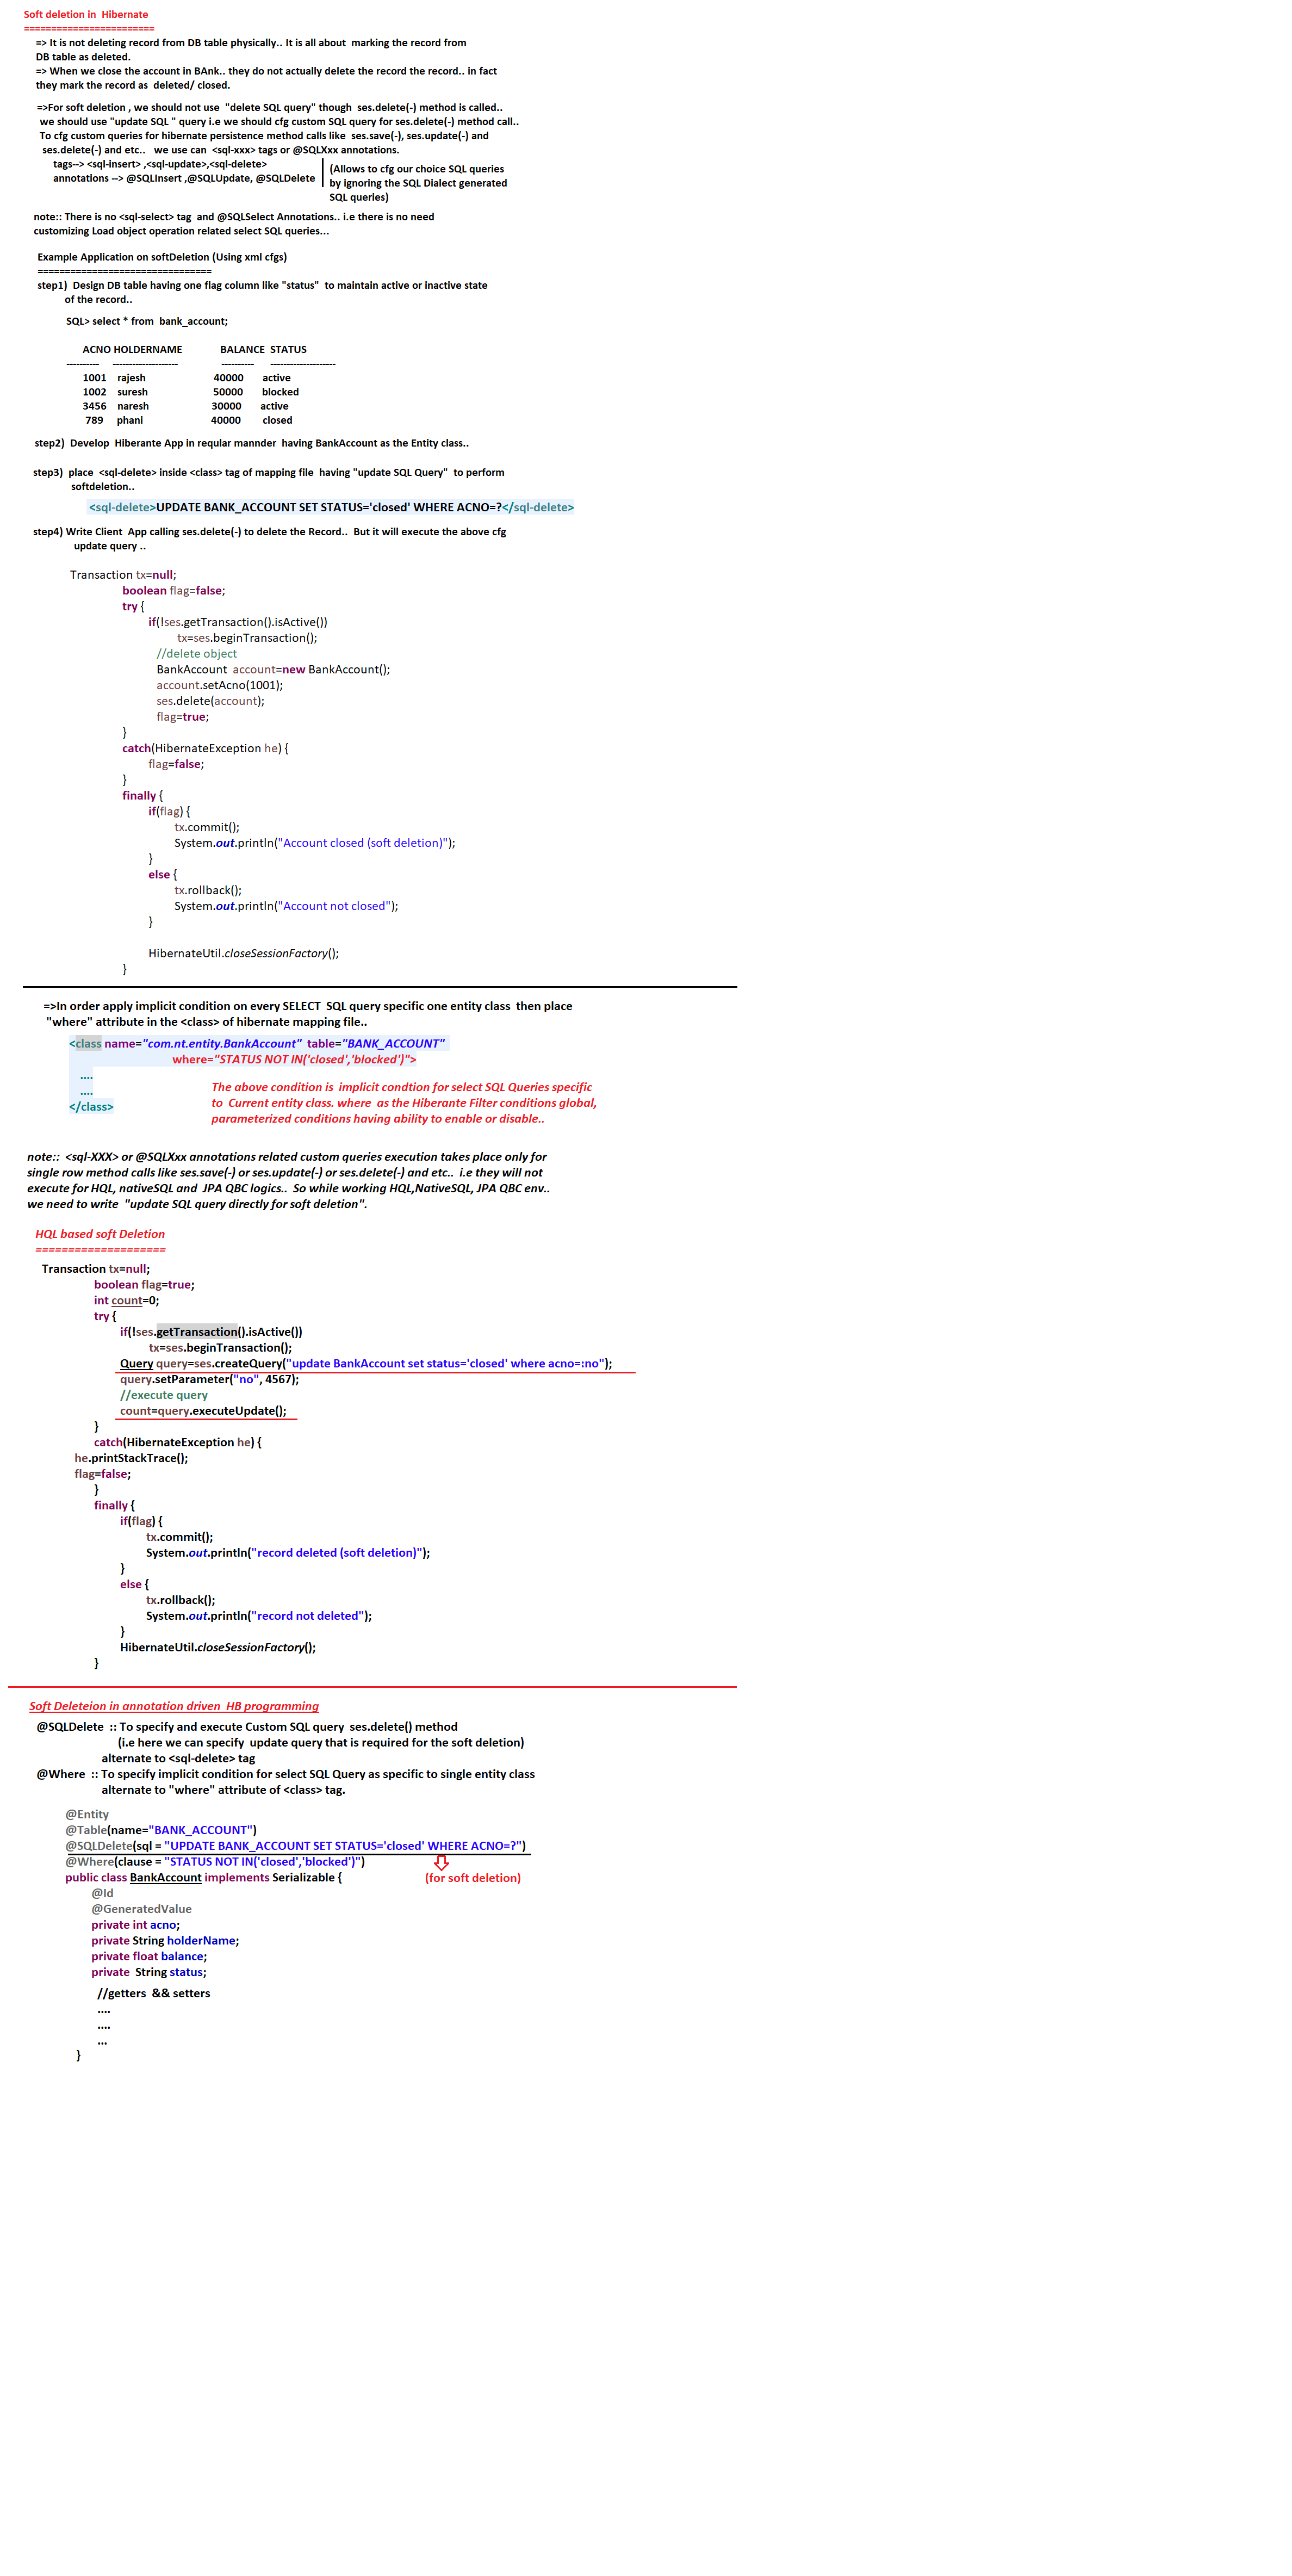 Soft deletion in  Hibernate
========================
=> It is not deleting record from DB table physically.. It is all about  marking the record from
DB table as deleted.
=> When we close the account in BAnk.. they do not actually delete the record the record.. in fact
they mark the record as  deleted/ closed.
=>For soft deletion , we should not use  "delete SQL query" though  ses.delete(-) method is called..
we should use "update SQL " query i.e we should cfg custom SQL query for ses.delete(-) method call..
To cfg custom queries for hibernate persistence method calls like  ses.save(-), ses.update(-) and
ses.delete(-) and etc..   we use can  <sql-xxx> tags or @SQLXxx annotations.
tags--> <sql-insert> ,<sql-update>,<sql-delete>
annotations --> @SQLInsert ,@SQLUpdate, @SQLDelete
(Allows to cfg our choice SQL queries
by ignoring the SQL Dialect generated
SQL queries)
note:: There is no <sql-select> tag  and @SQLSelect Annotations.. i.e there is no need
customizing Load object operation related select SQL queries...
Example Application on softDeletion (Using xml cfgs)
================================
step1)  Design DB table having one flag column like "status"  to maintain active or inactive state
of the record..
SQL> select * from  bank_account;
ACNO HOLDERNAME              BALANCE  STATUS
----------     --------------------                ----------      --------------------
1001    rajesh                         40000       active
1002    suresh                        50000       blocked
3456    naresh                       30000       active
789     phani                         40000        closed
step2)  Develop  Hiberante App in reqular mannder  having BankAccount as the Entity class..
step3)  place  <sql-delete> inside <class> tag of mapping file  having "update SQL Query"  to perform
softdeletion..
<sql-delete>UPDATE BANK_ACCOUNT SET STATUS='closed' WHERE ACNO=?</sql-delete>
step4) Write Client  App calling ses.delete(-) to delete the Record..  But it will execute the above cfg
update query ..
Transaction tx=null;
boolean flag=false;
try {
if(!ses.getTransaction().isActive())
tx=ses.beginTransaction();
//delete object
BankAccount  account=new BankAccount();
account.setAcno(1001);
ses.delete(account);
flag=true;
}
catch(HibernateException he) {
flag=false;
}
finally {
if(flag) {
tx.commit();
System.out.println("Account closed (soft deletion)");
}
else {
tx.rollback();
System.out.println("Account not closed");
}
HibernateUtil.closeSessionFactory();
}
=>In order apply implicit condition on every SELECT  SQL query specific one entity class  then place
"where" attribute in the <class> of hibernate mapping file..
<class name="com.nt.entity.BankAccount"  table="BANK_ACCOUNT"
where="STATUS NOT IN('closed','blocked')">
....
....
</class>
The above condition is  implicit condtion for select SQL Queries specific
to  Current entity class. where  as the Hiberante Filter conditions global,
parameterized conditions having ability to enable or disable..
note::  <sql-XXX> or @SQLXxx annotations related custom queries execution takes place only for
single row method calls like ses.save(-) or ses.update(-) or ses.delete(-) and etc..  i.e they will not
execute for HQL, nativeSQL and  JPA QBC logics..  So while working HQL,NativeSQL, JPA QBC env..
we need to write  "update SQL query directly for soft deletion".
HQL based soft Deletion
====================
Transaction tx=null;
boolean flag=true;
int count=0;
try {
if(!ses.getTransaction().isActive())
tx=ses.beginTransaction();
Query query=ses.createQuery("update BankAccount set status='closed' where acno=:no");
query.setParameter("no", 4567);
//execute query
count=query.executeUpdate();
}
catch(HibernateException he) {
he.printStackTrace();
flag=false;
}
finally {
if(flag) {
tx.commit();
System.out.println("record deleted (soft deletion)");
}
else {
tx.rollback();
System.out.println("record not deleted");
}
HibernateUtil.closeSessionFactory();
}
Soft Deleteion in annotation driven  HB programming
@SQLDelete  :: To specify and execute Custom SQL query  ses.delete() method
(i.e here we can specify  update query that is required for the soft deletion)
alternate to <sql-delete> tag
@Where  :: To specify implicit condition for select SQL Query as specific to single entity class
alternate to "where" attribute of <class> tag.
@Entity
@Table(name="BANK_ACCOUNT")
@SQLDelete(sql = "UPDATE BANK_ACCOUNT SET STATUS='closed' WHERE ACNO=?")
@Where(clause = "STATUS NOT IN('closed','blocked')")
public class BankAccount implements Serializable {
(for soft deletion)
@Id
@GeneratedValue
private int acno;
private String holderName;
private float balance;
private  String status;
//getters  && setters
....
....
...
}